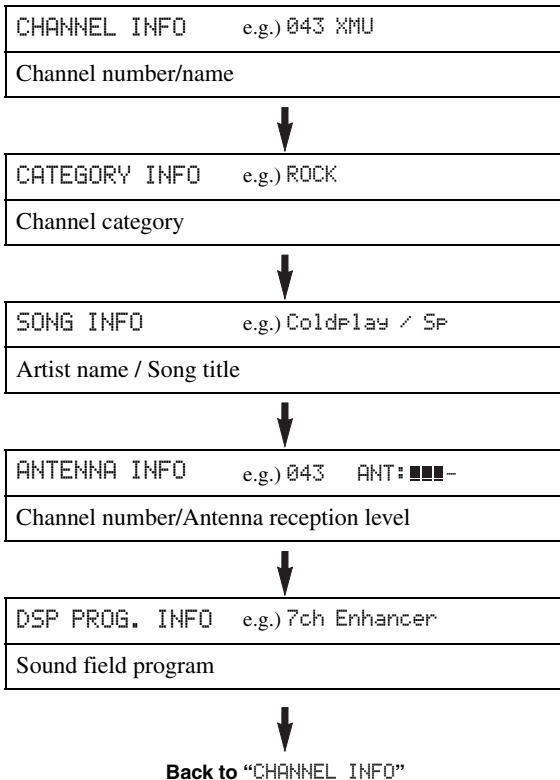 CHANNEL INFO e.g.) 043 XMU
Channel number/name
CATEGORY INFO e.g.) ROCK
Channel category
SONG INFO e.g.) Coldplay / Sp
Artist name / Song title
ANTENNA INFO e.g.) 043 ANT:▮▮▮-
Channel number/Antenna reception level
DSP PROG. INFO e.g.) 7ch Enhancer
Sound field program
Back to “CHANNEL INFO”